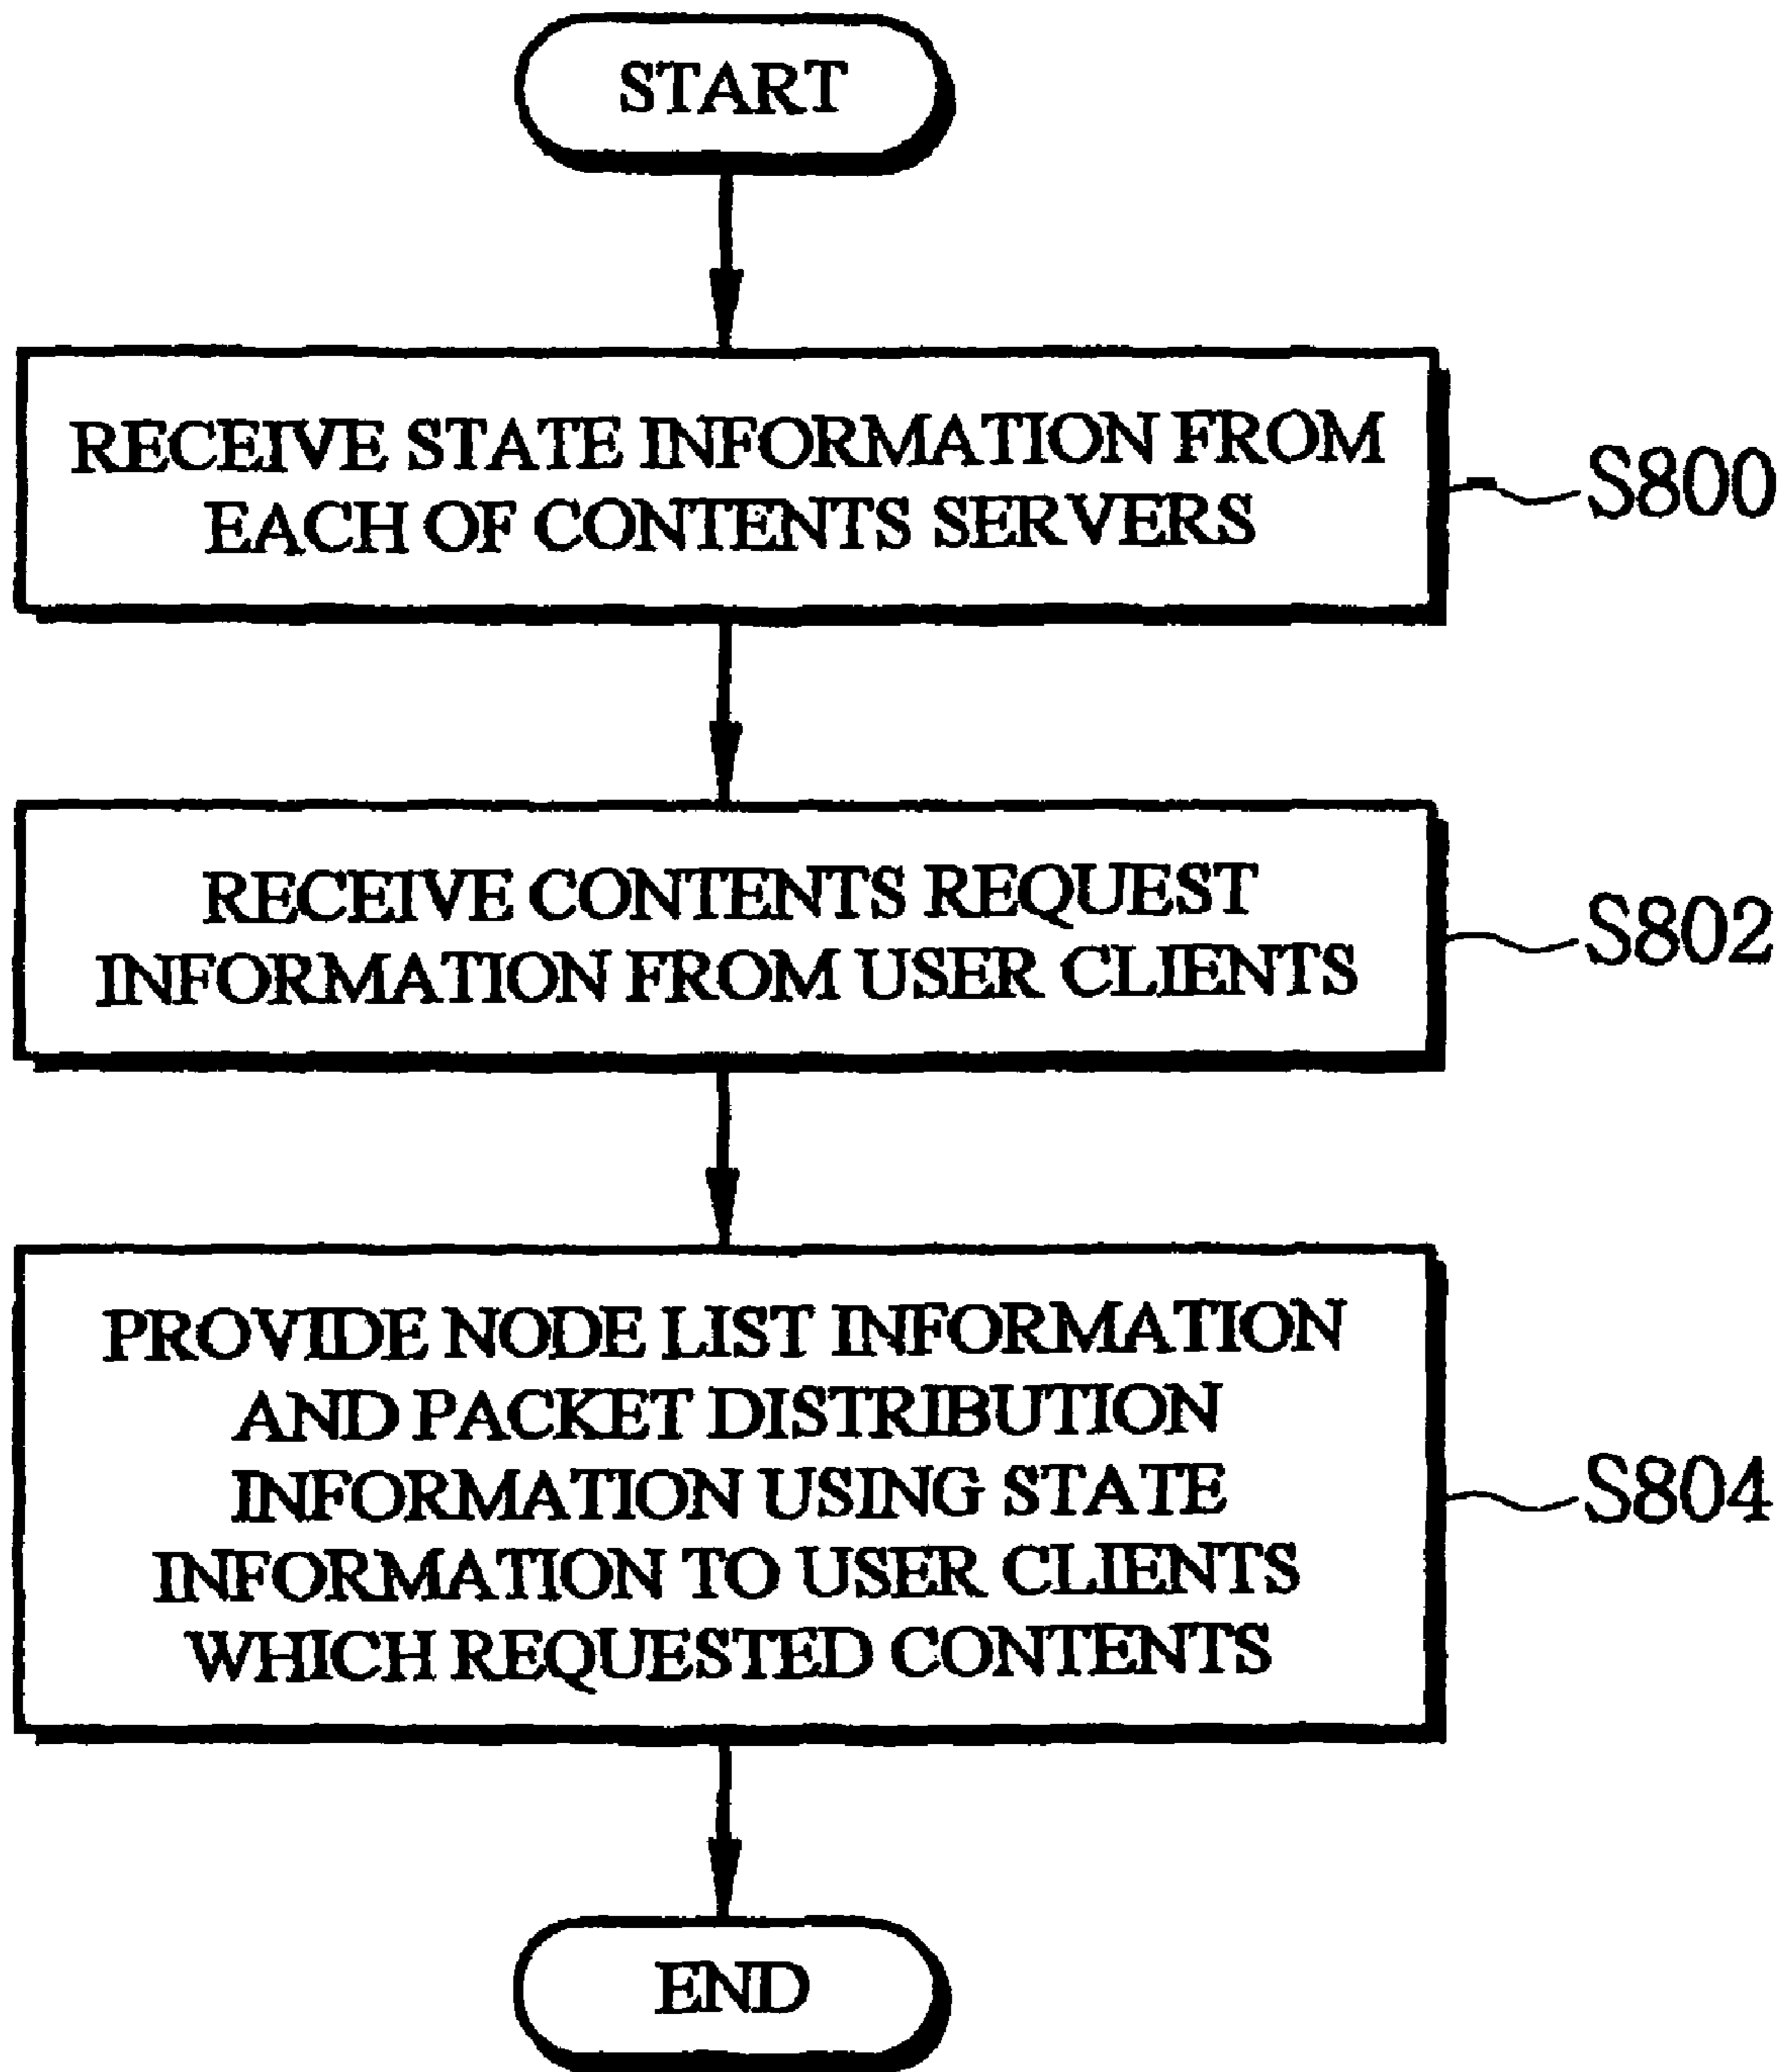 START
RECEIVE STATE INFORMATION FROM
EACH OF CONTENTS SERVERS
S800
RECEIVE CONTENTS REQUEST
INFORMATION FROM USER CLIENTS
S802
PROVIDE NODE LIST INFORMATION
AND PACKET DISTRIBUTION
INFORMATION USING STATE
INFORMATION TO USER CLIENTS
WHICH REQUESTED CONTENTS
S804
END